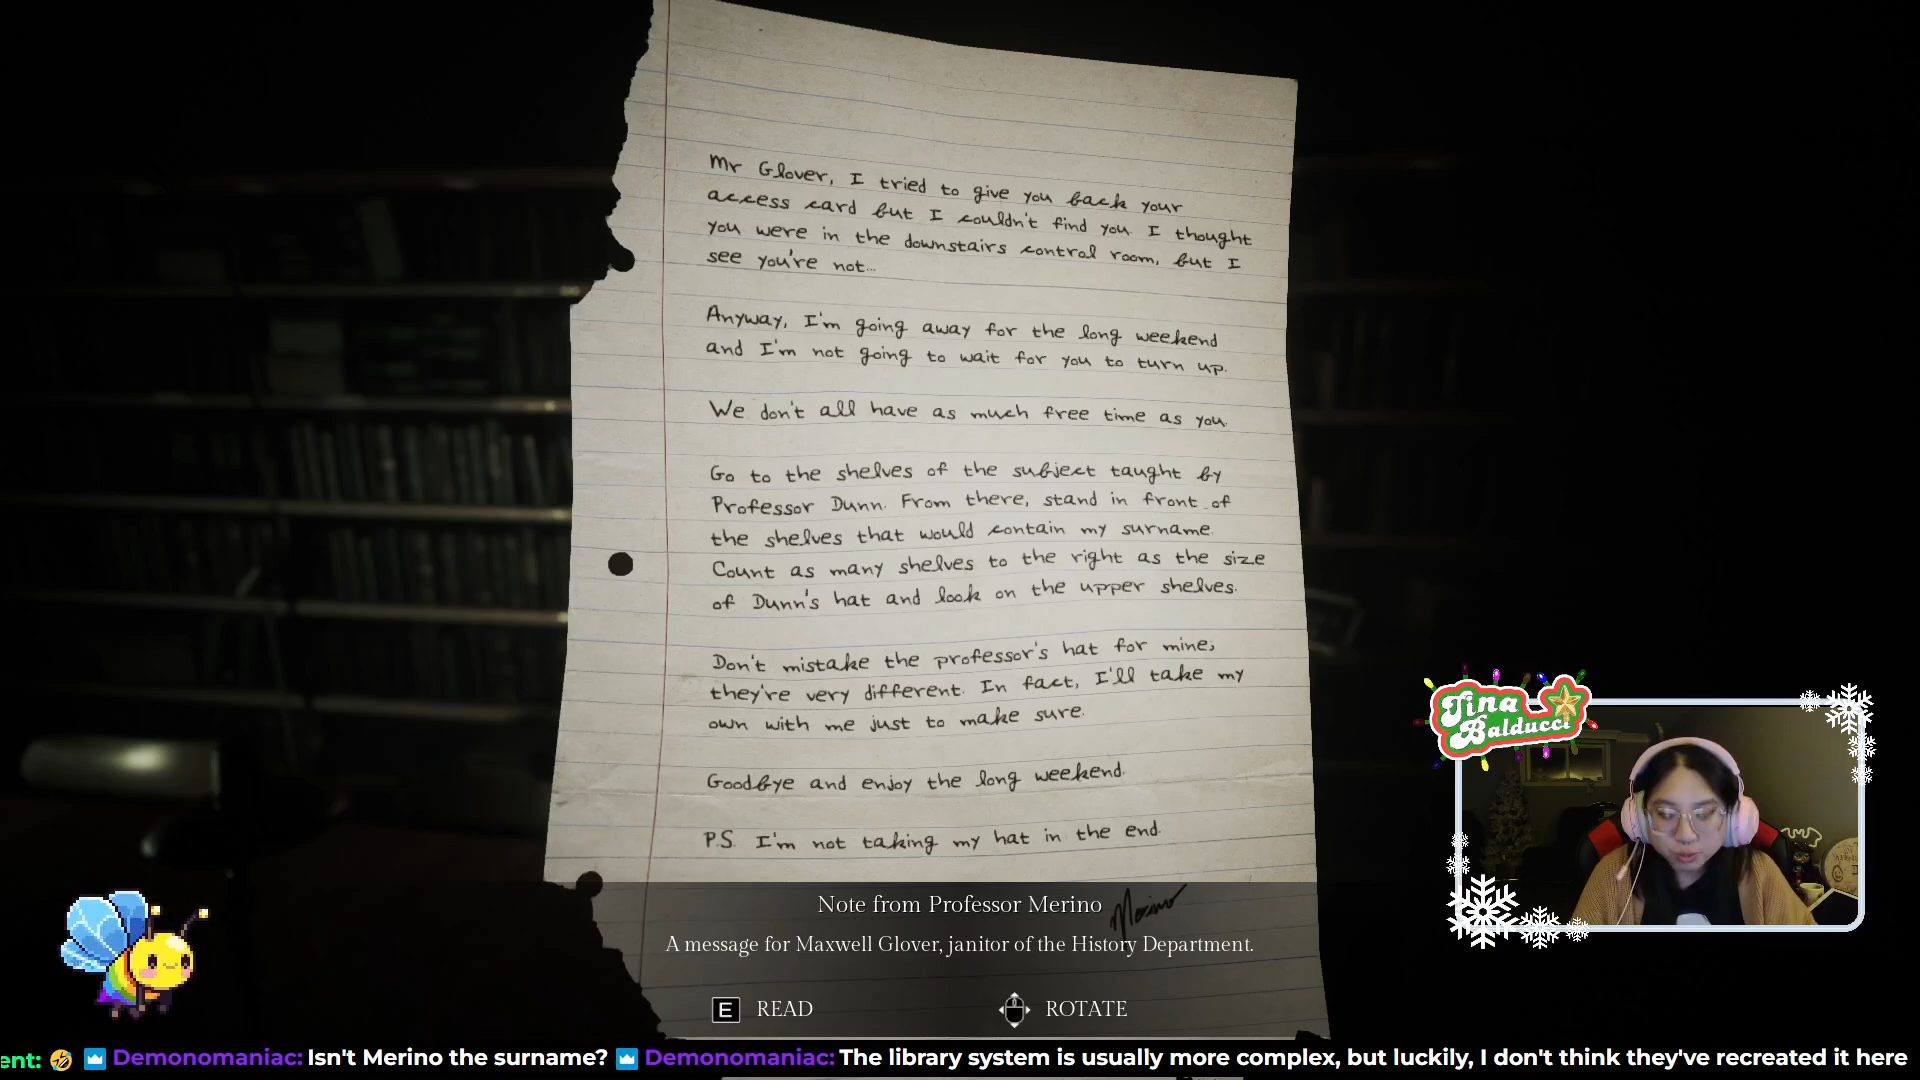 Mr Glover, I tried to give you back your
access card but I couldn't find you. I thought
you were in the downstairs control room, but I
see you're not...
Anyway, I'm going away for the long weekend
and I'm not going to wait for you to turn up.
We don't all have as much free time as you.
Go to the shelves of the subject taught by
Professor Dunn. From there, stand in front of
the shelves that would contain my surname.
Count as many shelves to the right as the size
of Dunn's hat and look on the upper shelves.
Don't mistake the professor's hat for mine;
they're very different. In fact, I'll take my
own with me just to make sure.
Goodbye and enjoy the long weekend.
P.S. I'm not taking my hat in the end.
Merino
Note from Professor Merino
A message for Maxwell Glover, janitor of the History Department.
E READ
ROTATE
Tina
Balducci
ent: 🤣 Demonomaniac: Isn't Merino the surname? Demonomaniac: The library system is usually more complex, but luckily, I don't think they've recreated it here